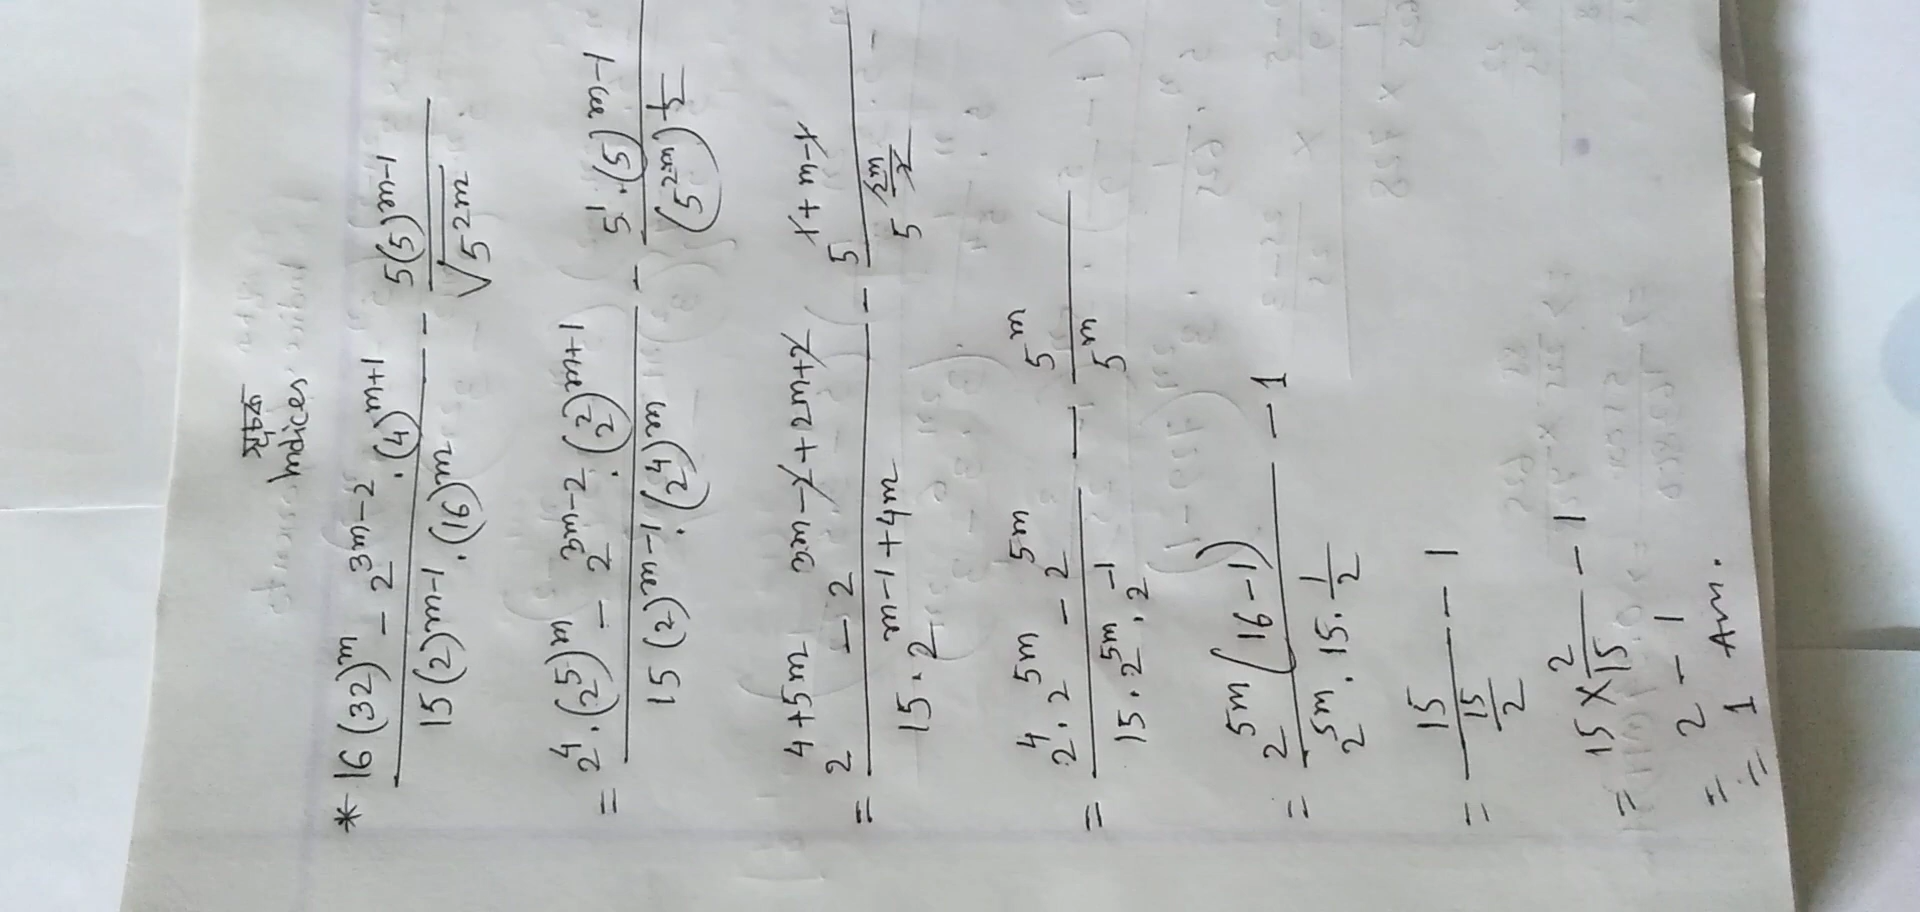 সূচক
Indices
* 16(32)^m - 2^{3m-2} . (4)^{m+1} / 15(2)^{m-1} . (16)^m - 5(5)^{m-1} / √5^{2m}
= 2^4 . (2^5)^m - 2^{3m-2} . (2^2)^{m+1} / 15(2)^{m-1} . (2^4)^m - 5^1 . (5)^{m-1} / (5^{2m})^{1/2}
= 2^{4+5m} - 2^{3m-2+2m+2} / 15 . 2^{m-1+4m} - 5^{1+m-1} / 5^{2m/2}
= 2^4 . 2^{5m} - 2^{5m} / 15 . 2^{5m} . 2^{-1} - 5^m / 5^m
= 2^{5m} (16-1) / 2^{5m} . 15 . 1/2 - 1
= 15 / 15/2 - 1
= 15 × 2/15 - 1
= 2 - 1
= 1 Ans.